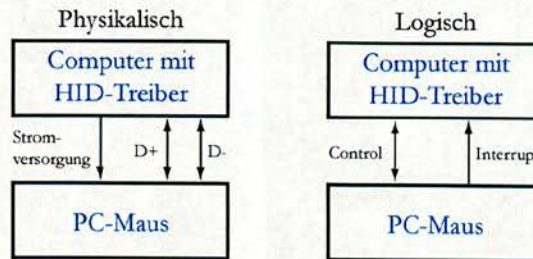 Physikalisch
Computer mit
HID-Treiber
Strom-
versorgung
D+
D-
PC-Maus
Logisch
Computer mit
HID-Treiber
Control
Interrup
PC-Maus